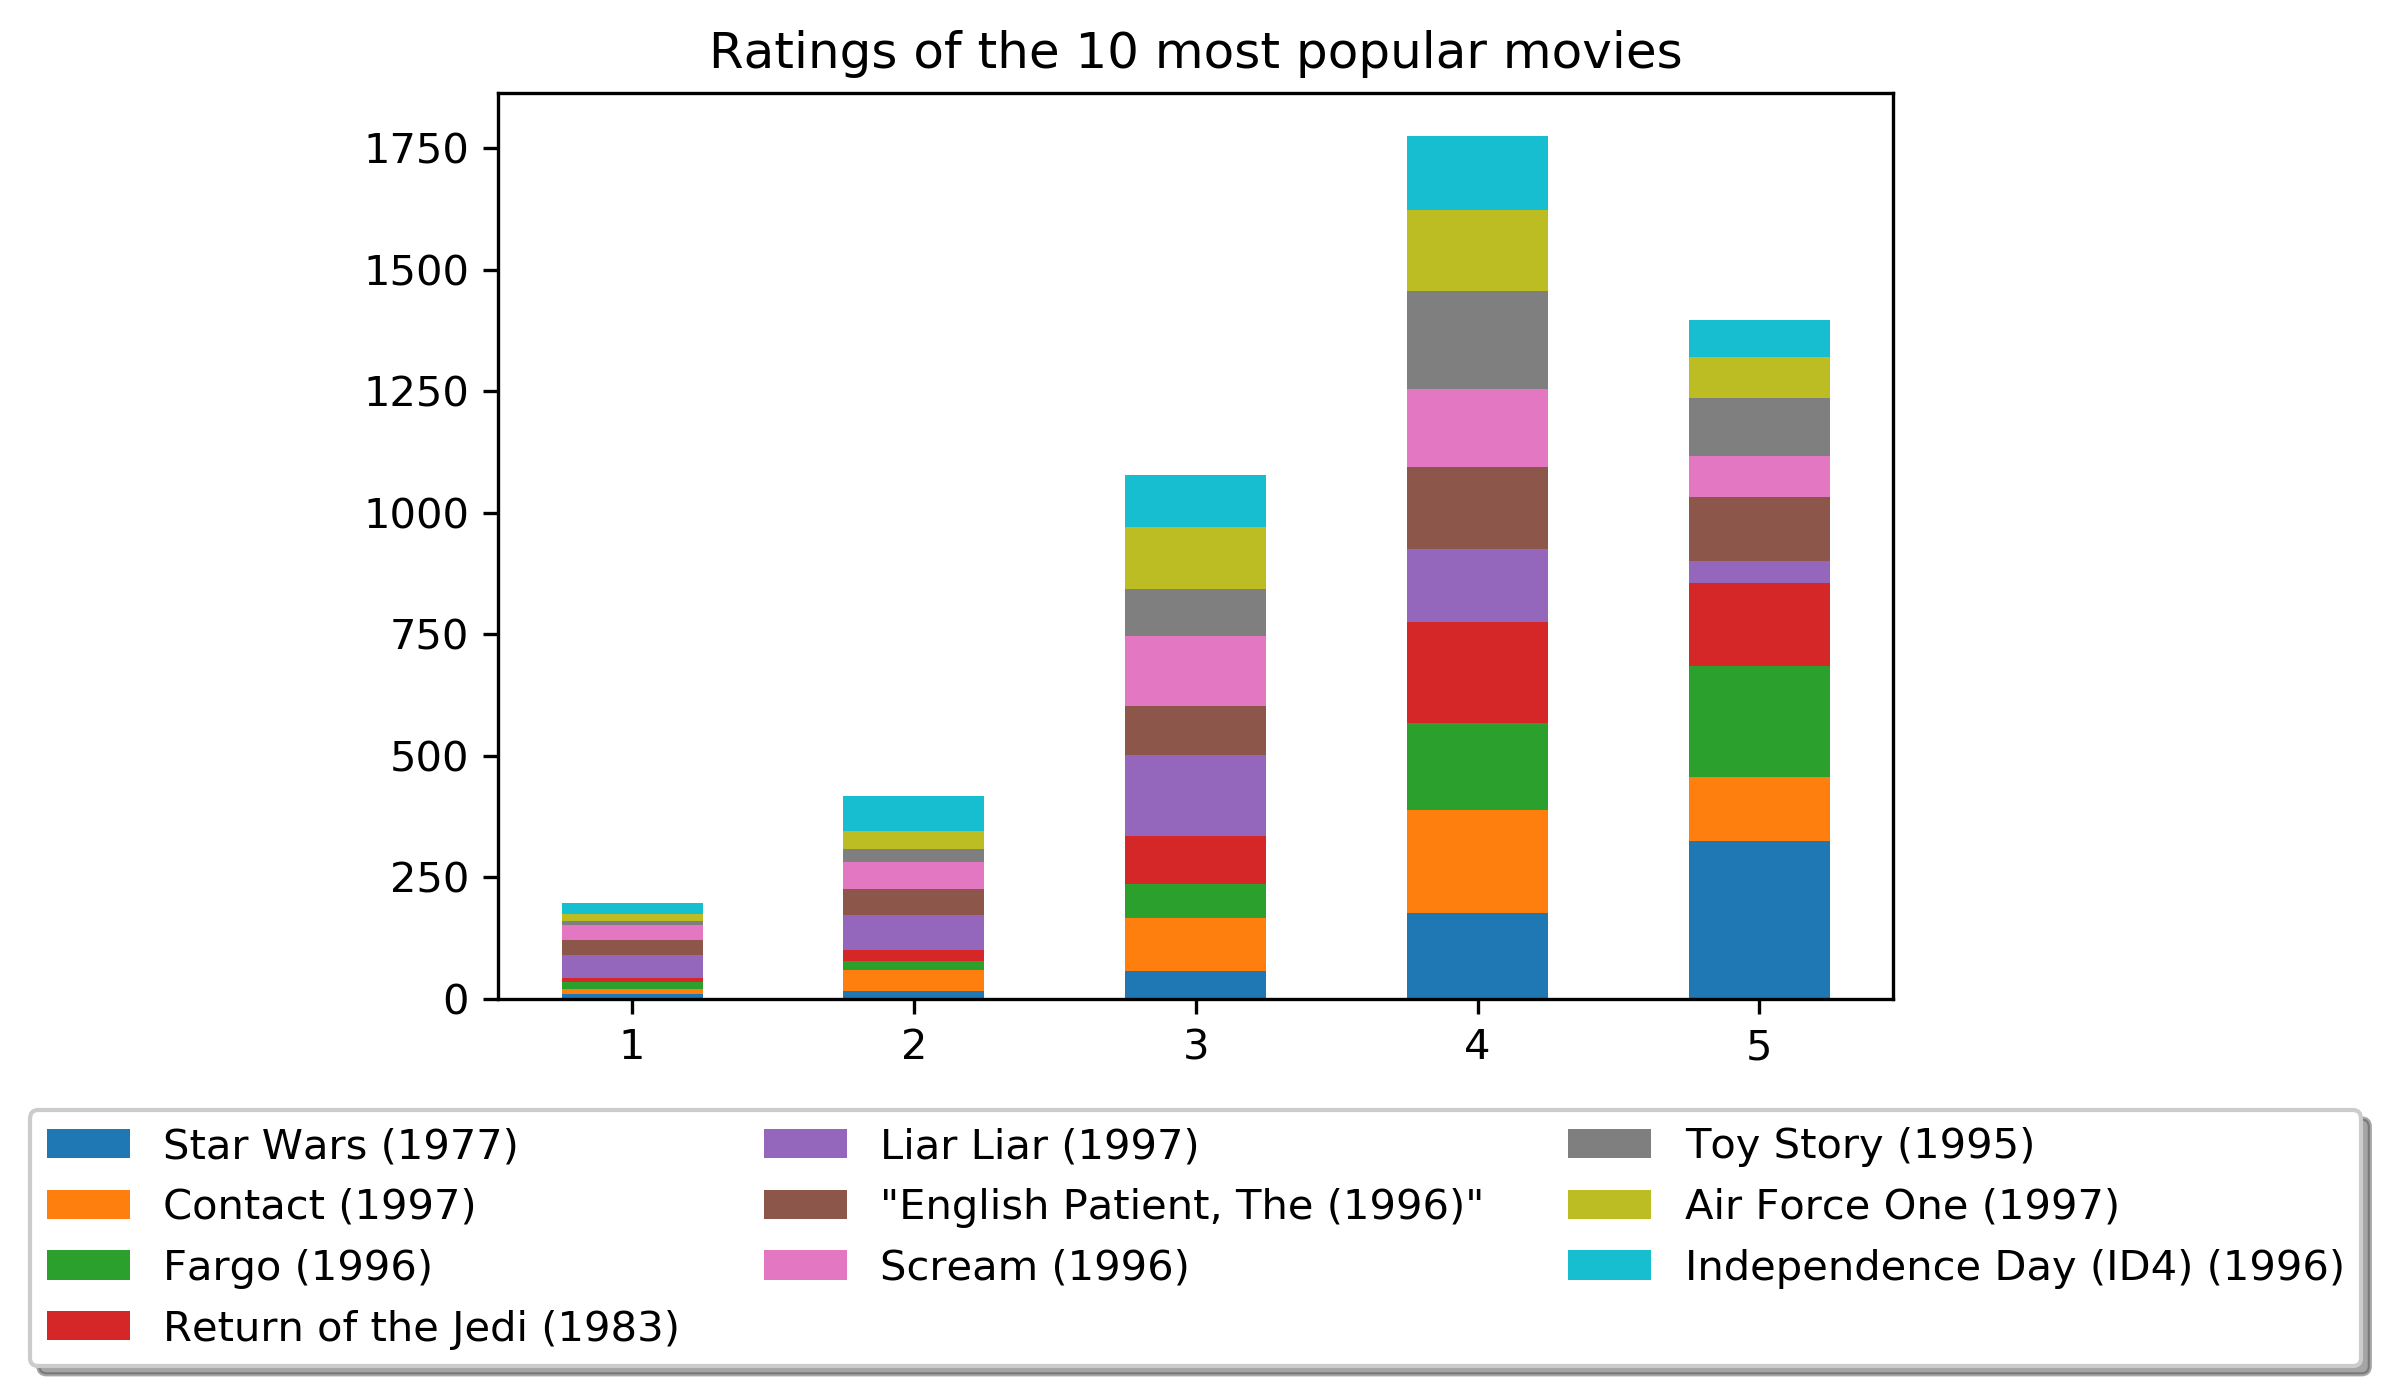 Ratings of the 10 most popular movies
1750
1500
1250
1000
750
500
250
0
1 2 3 4 5
Star Wars (1977)
Contact (1997)
Fargo (1996)
Return of the Jedi (1983)
Liar Liar (1997)
"English Patient, The (1996)"
Scream (1996)
Toy Story (1995)
Air Force One (1997)
Independence Day (ID4) (1996)